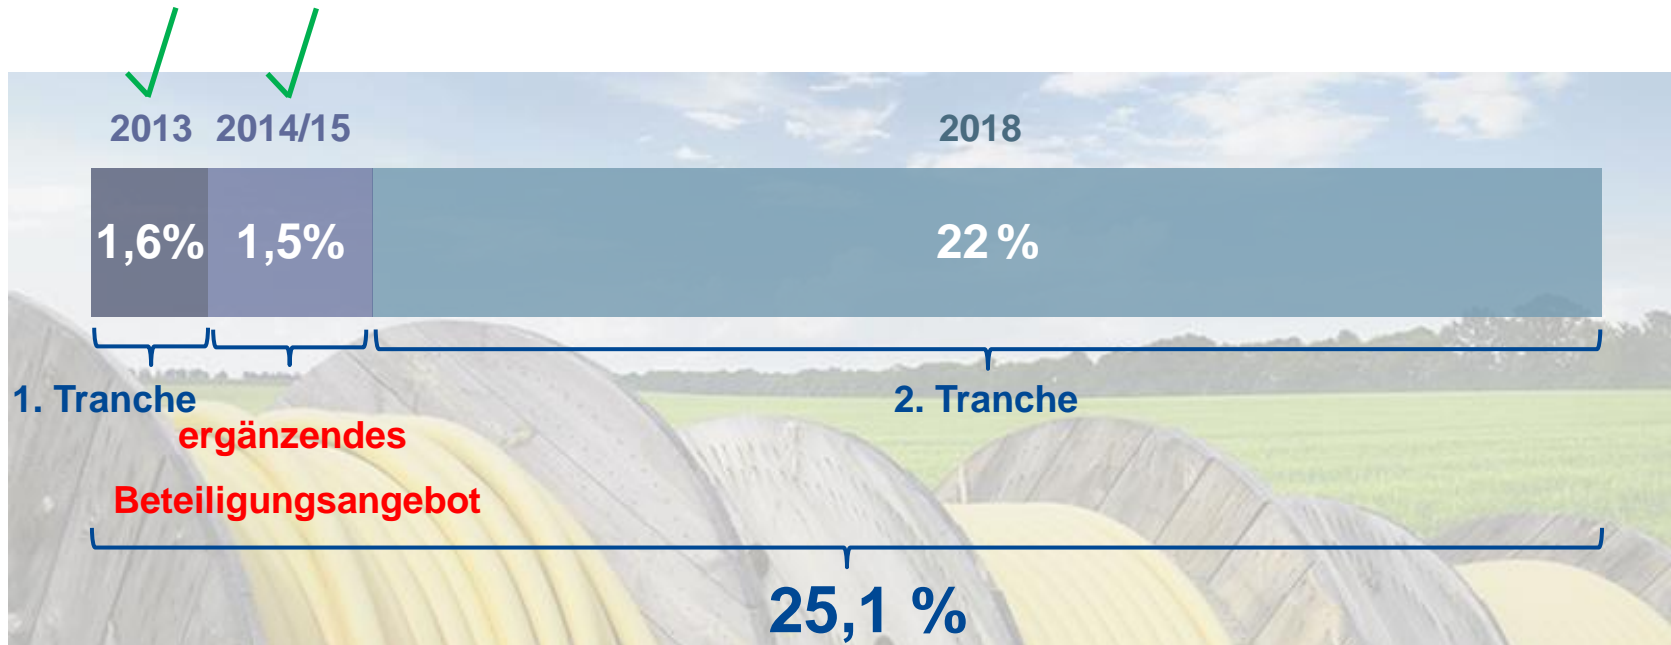 2013 2014/15 2018
1,6% 1,5% 22 %
1. Tranche 2. Tranche
ergänzendes
Beteiligungsangebot
25,1 %